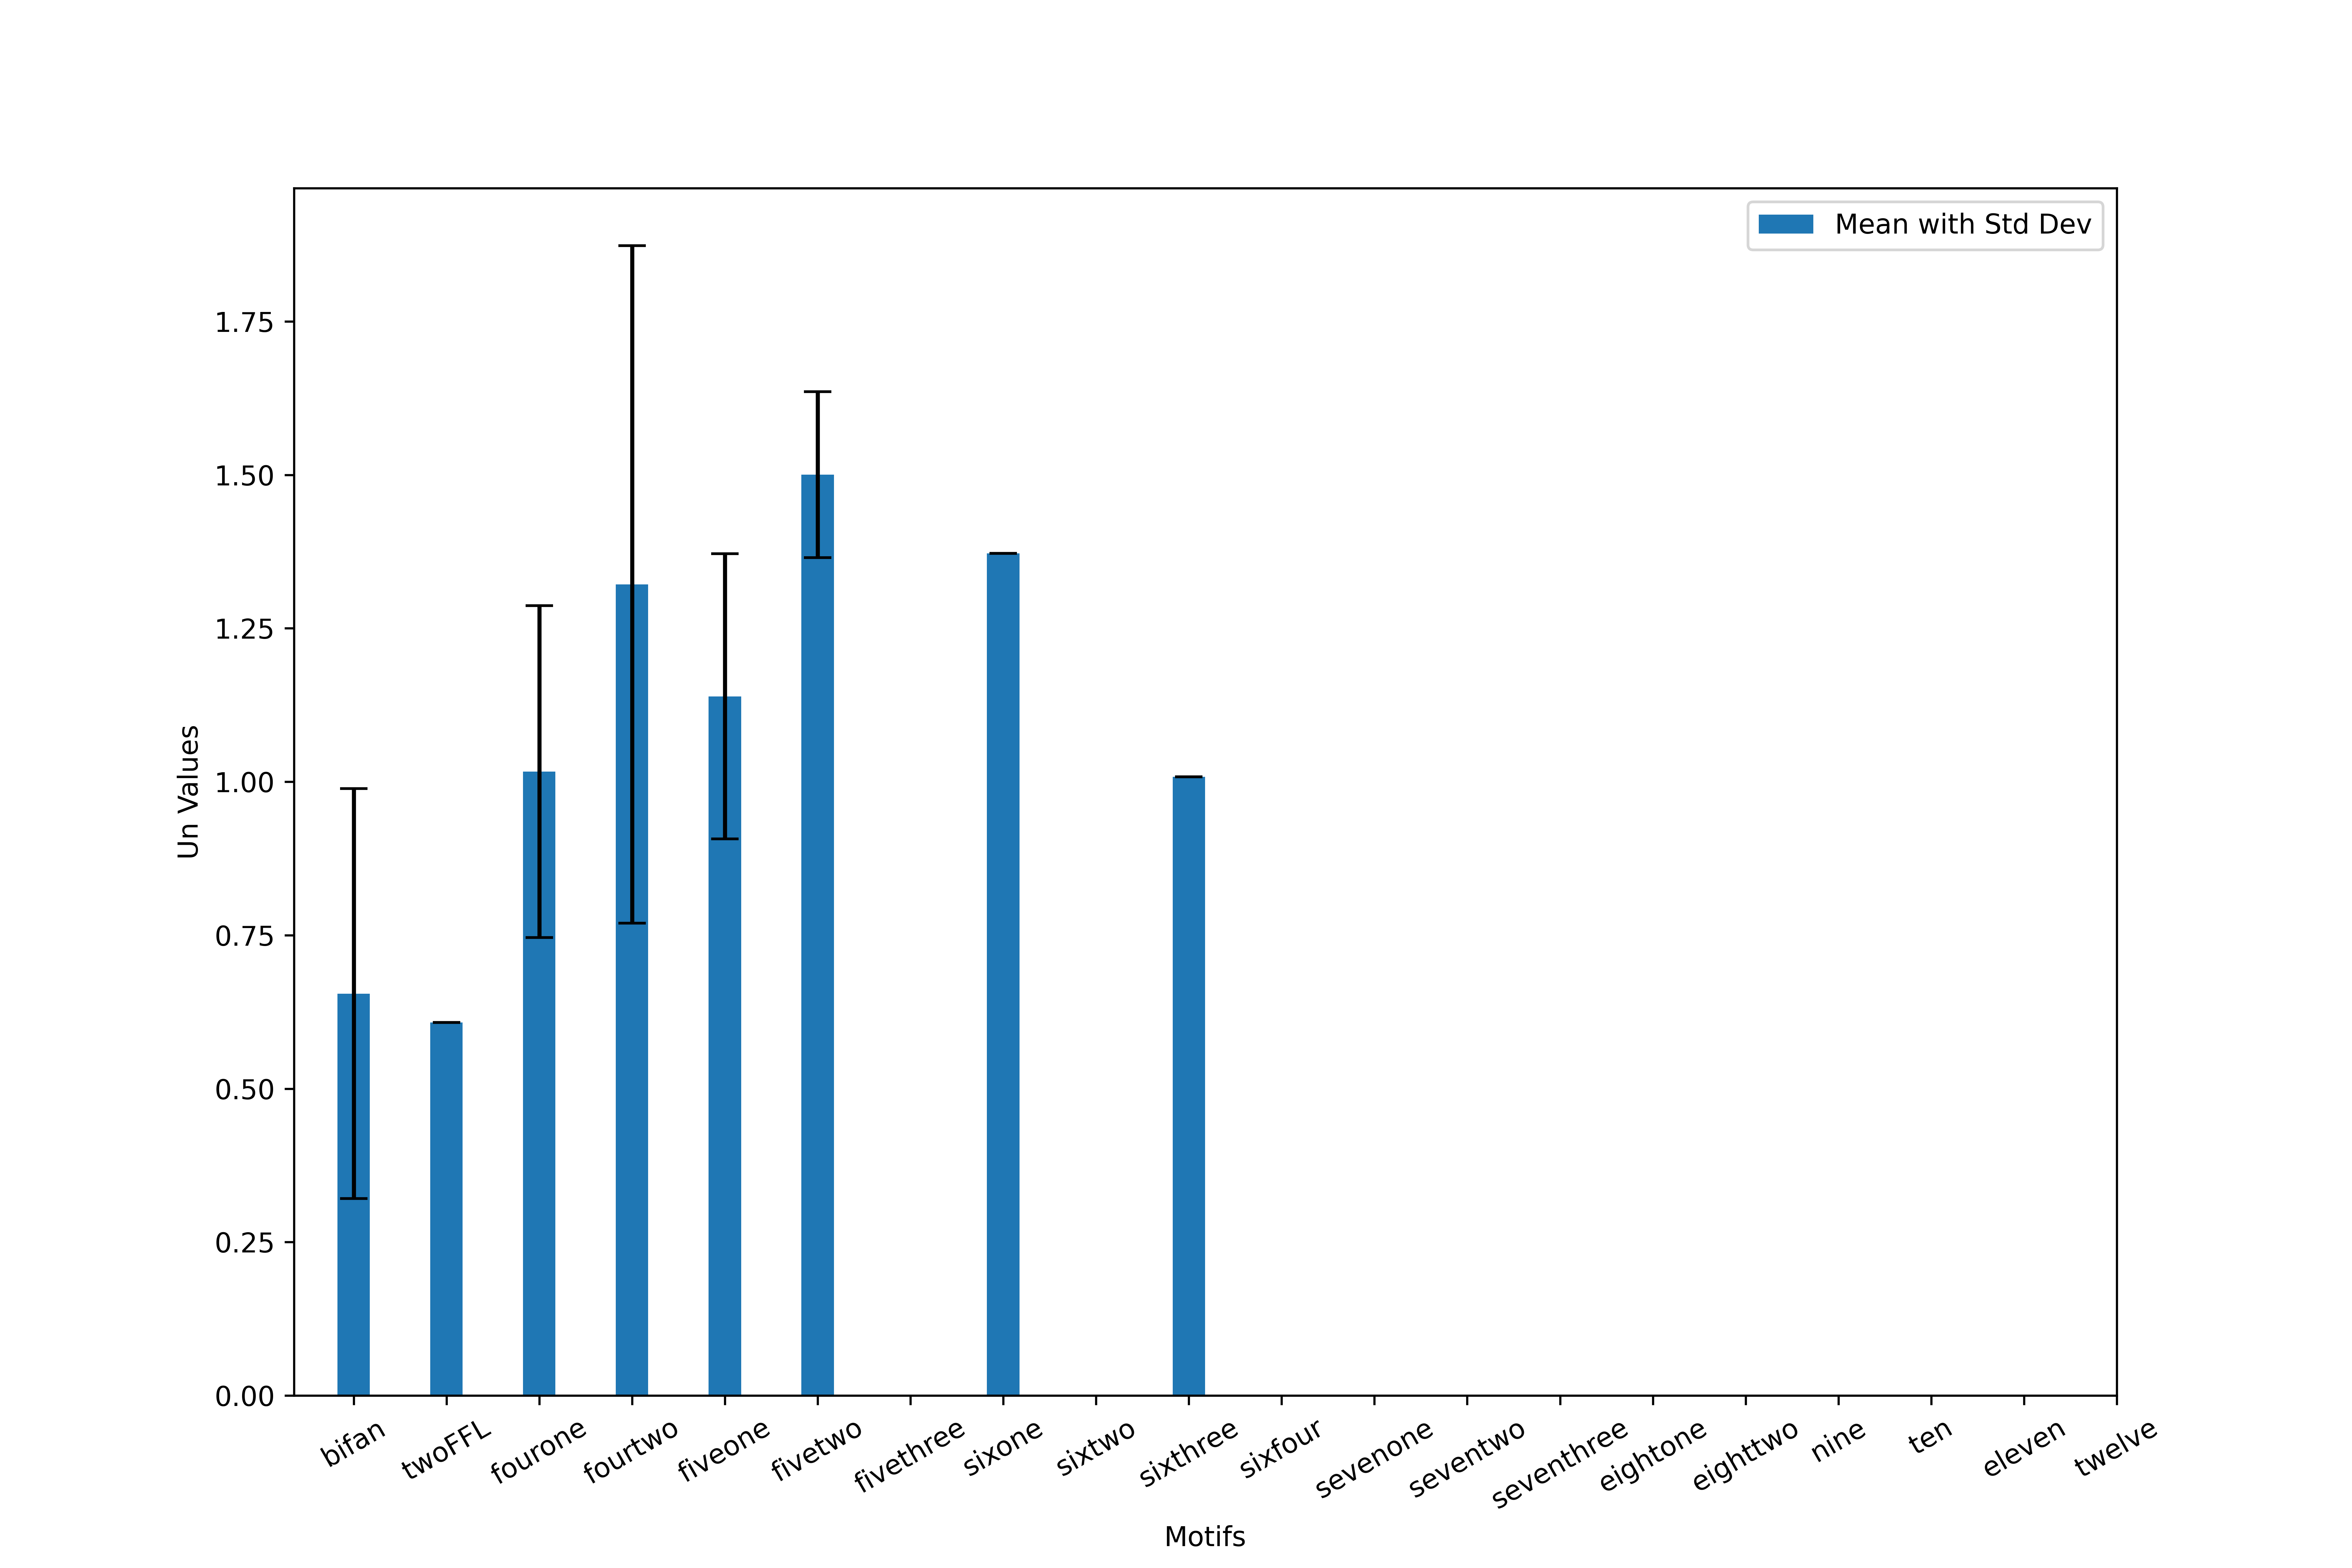 Mean with Std Dev
1.75
1.50
1.25
1.00
0.75
0.50
0.25
0.00
Un Values
bifan
twoFFL
fourone
fourtwo
fiveone
fivetwo
fivethree
sixone
sixtwo
sixthree
sixfour
sevenone
seventwo
seventhree
eightone
eighttwo
nine
ten
eleven
twelve
Motifs